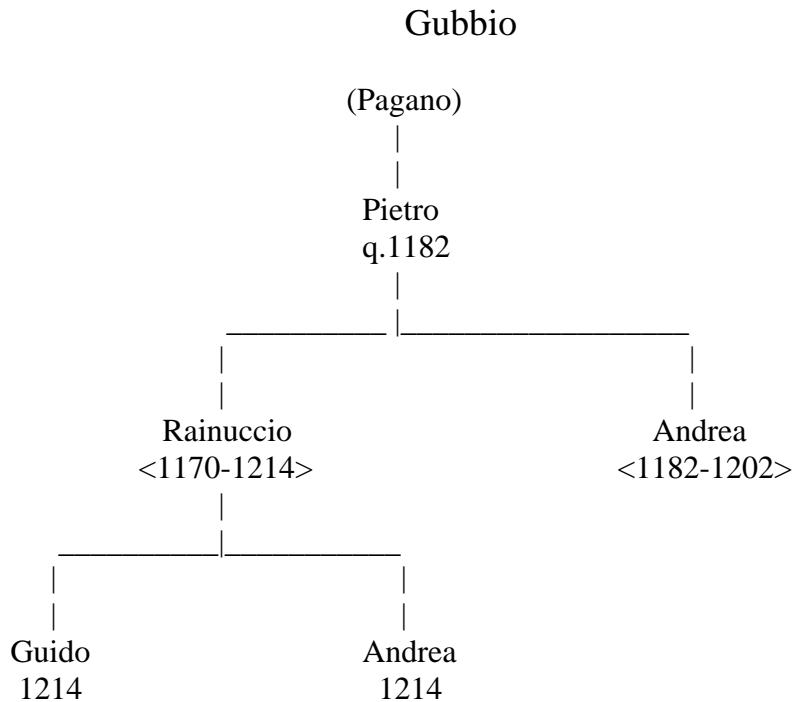 Gubbio
(Pagano)
Pietro
q.1182
Rainuccio
<1170-1214>
Andrea
<1182-1202>
Guido
1214
Andrea
1214